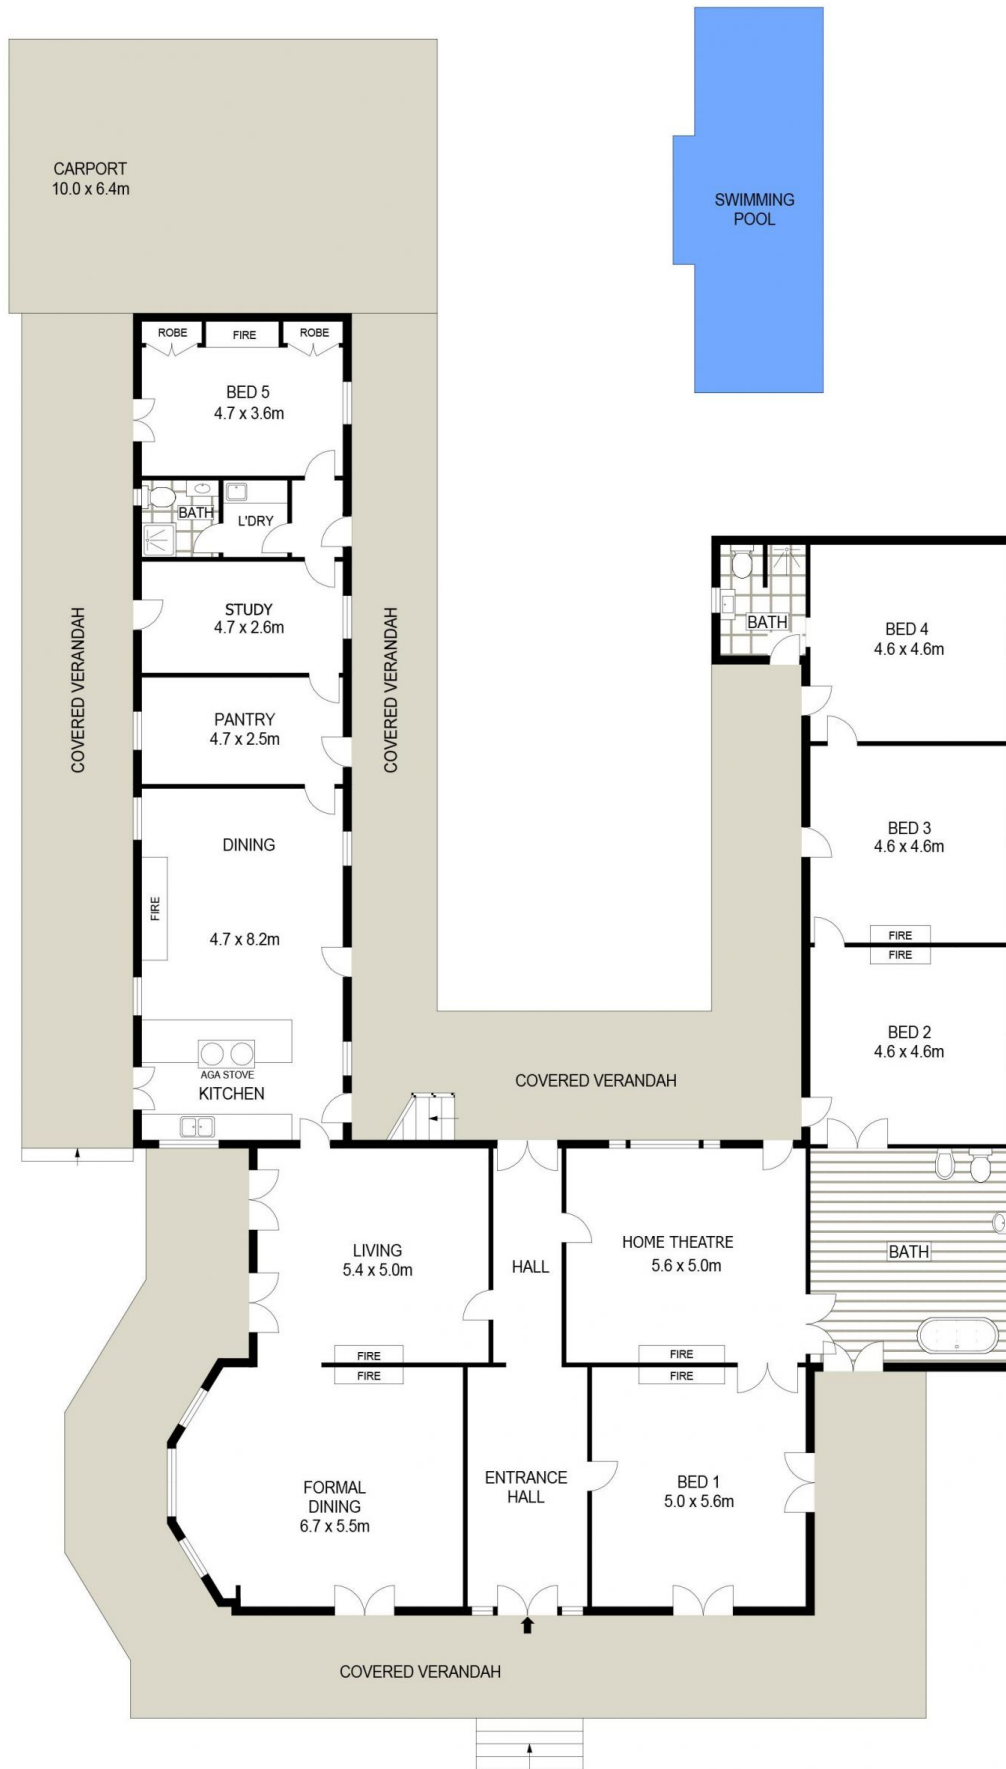 CARPORT
10.0 x 6.4m
SWIMMING
POOL
ROBE
FIRE
ROBE
BED 5
4.7 x 3.6m
BATH
L'DRY
STUDY
4.7 x 2.6m
COVERED VERANDAH
COVERED VERANDAH
PANTRY
4.7 x 2.5m
DINING
FIRE
4.7 x 8.2m
AGA STOVE
KITCHEN
BATH
BED 4
4.6 x 4.6m
BED 3
4.6 x 4.6m
FIRE
FIRE
BED 2
4.6 x 4.6m
COVERED VERANDAH
LIVING
5.4 x 5.0m
HALL
HOME THEATRE
5.6 x 5.0m
BATH
FIRE
FIRE
FIRE
FIRE
FORMAL
DINING
6.7 x 5.5m
ENTRANCE
HALL
BED 1
5.0 x 5.6m
COVERED VERANDAH